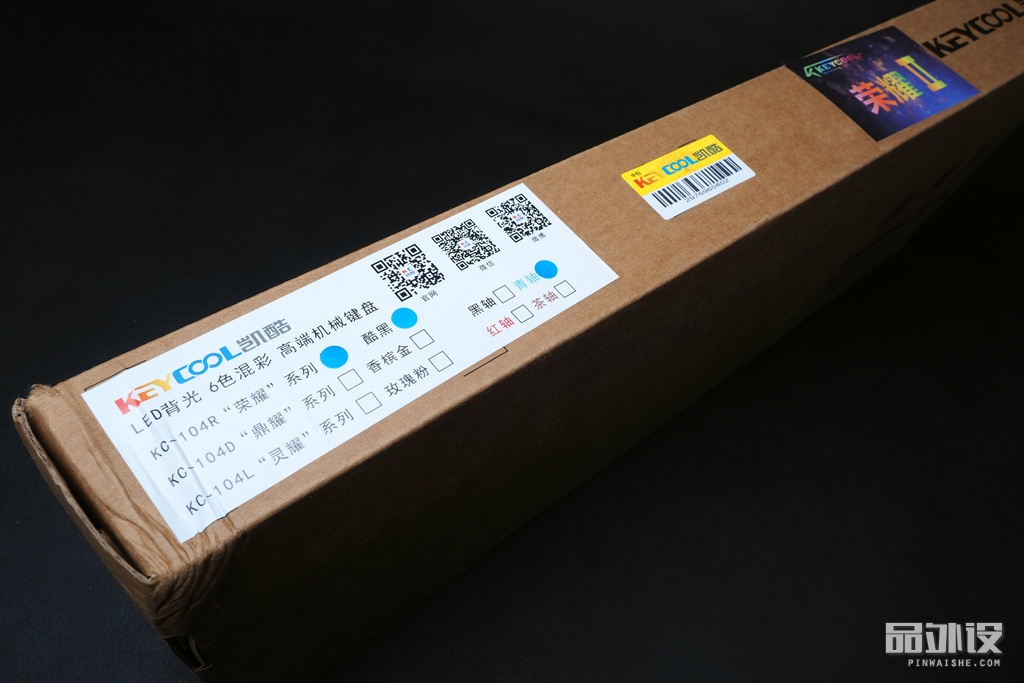 KEYCOOL凯酷
LED背光 6色混彩 高端机械键盘
KC-104R“荣耀” 系列 酷黑
KC-104D“鼎耀” 系列 香槟金
KC-104L“灵耀” 系列 玫瑰粉
官网
微信
微博
黑轴 青轴
红轴 茶轴
KEYCOOL凯酷
2976960802
KEYCOOL
荣耀 II
KEYCOOL
品外设
PINWAISHE.COM